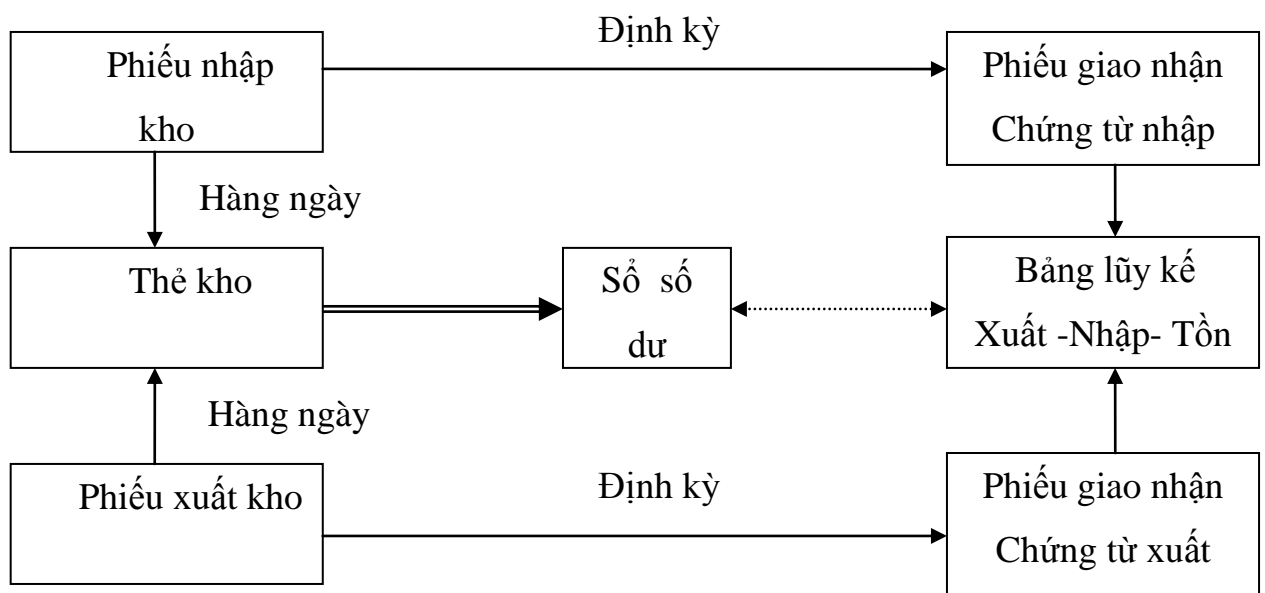 Định kỳ
Phiếu nhập
kho
Phiếu giao nhận
Chứng từ nhập
Hàng ngày
Thẻ kho
Sổ số
dư
Bảng lũy kế
Xuất -Nhập- Tồn
Hàng ngày
Phiếu xuất kho
Định kỳ
Phiếu giao nhận
Chứng từ xuất